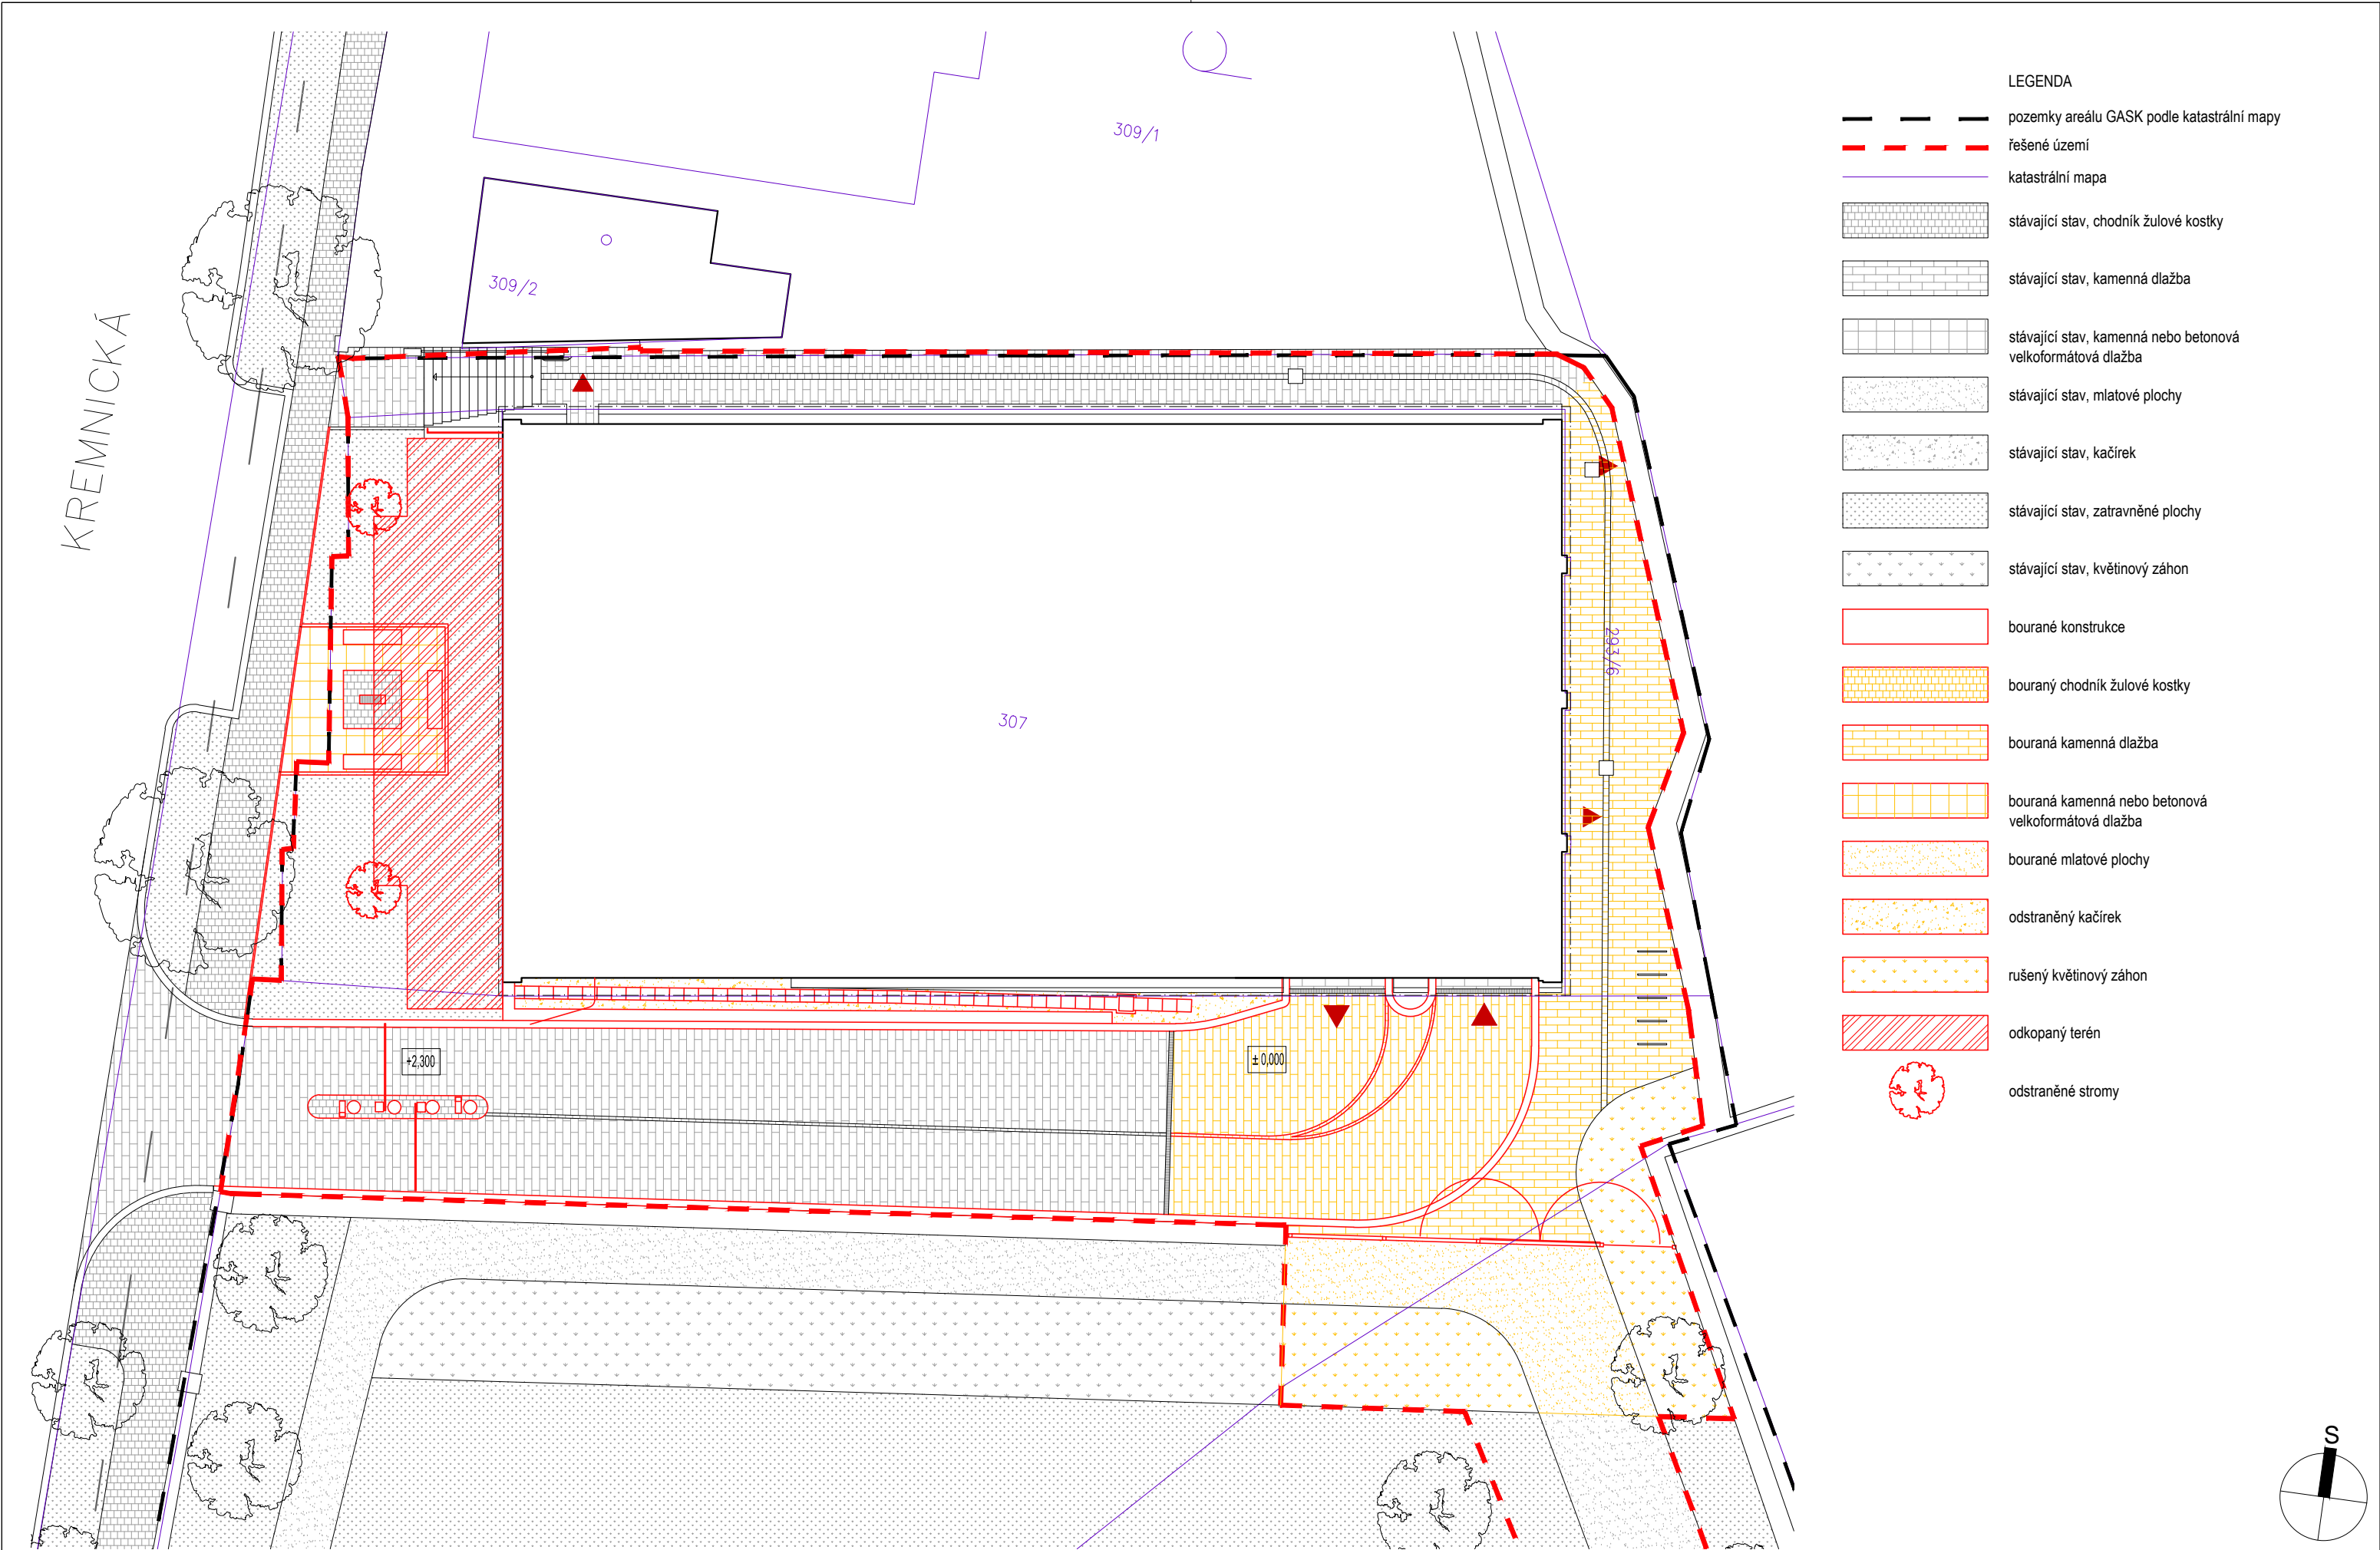 KREMNICKÁ
309/1
309/2
307
293/6
+2,300
± 0,000
LEGENDA
pozemky areálu GASK podle katastrální mapy
řešené území
katastrální mapa
stávající stav, chodník žulové kostky
stávající stav, kamenná dlažba
stávající stav, kamenná nebo betonová
velkoformátová dlažba
stávající stav, mlatové plochy
stávající stav, kačírek
stávající stav, zatravněné plochy
stávající stav, květinový záhon
bourané konstrukce
bouraný chodník žulové kostky
bouraná kamenná dlažba
bouraná kamenná nebo betonová
velkoformátová dlažba
bourané mlatové plochy
odstraněný kačírek
rušený květinový záhon
odkopaný terén
odstraněné stromy
S